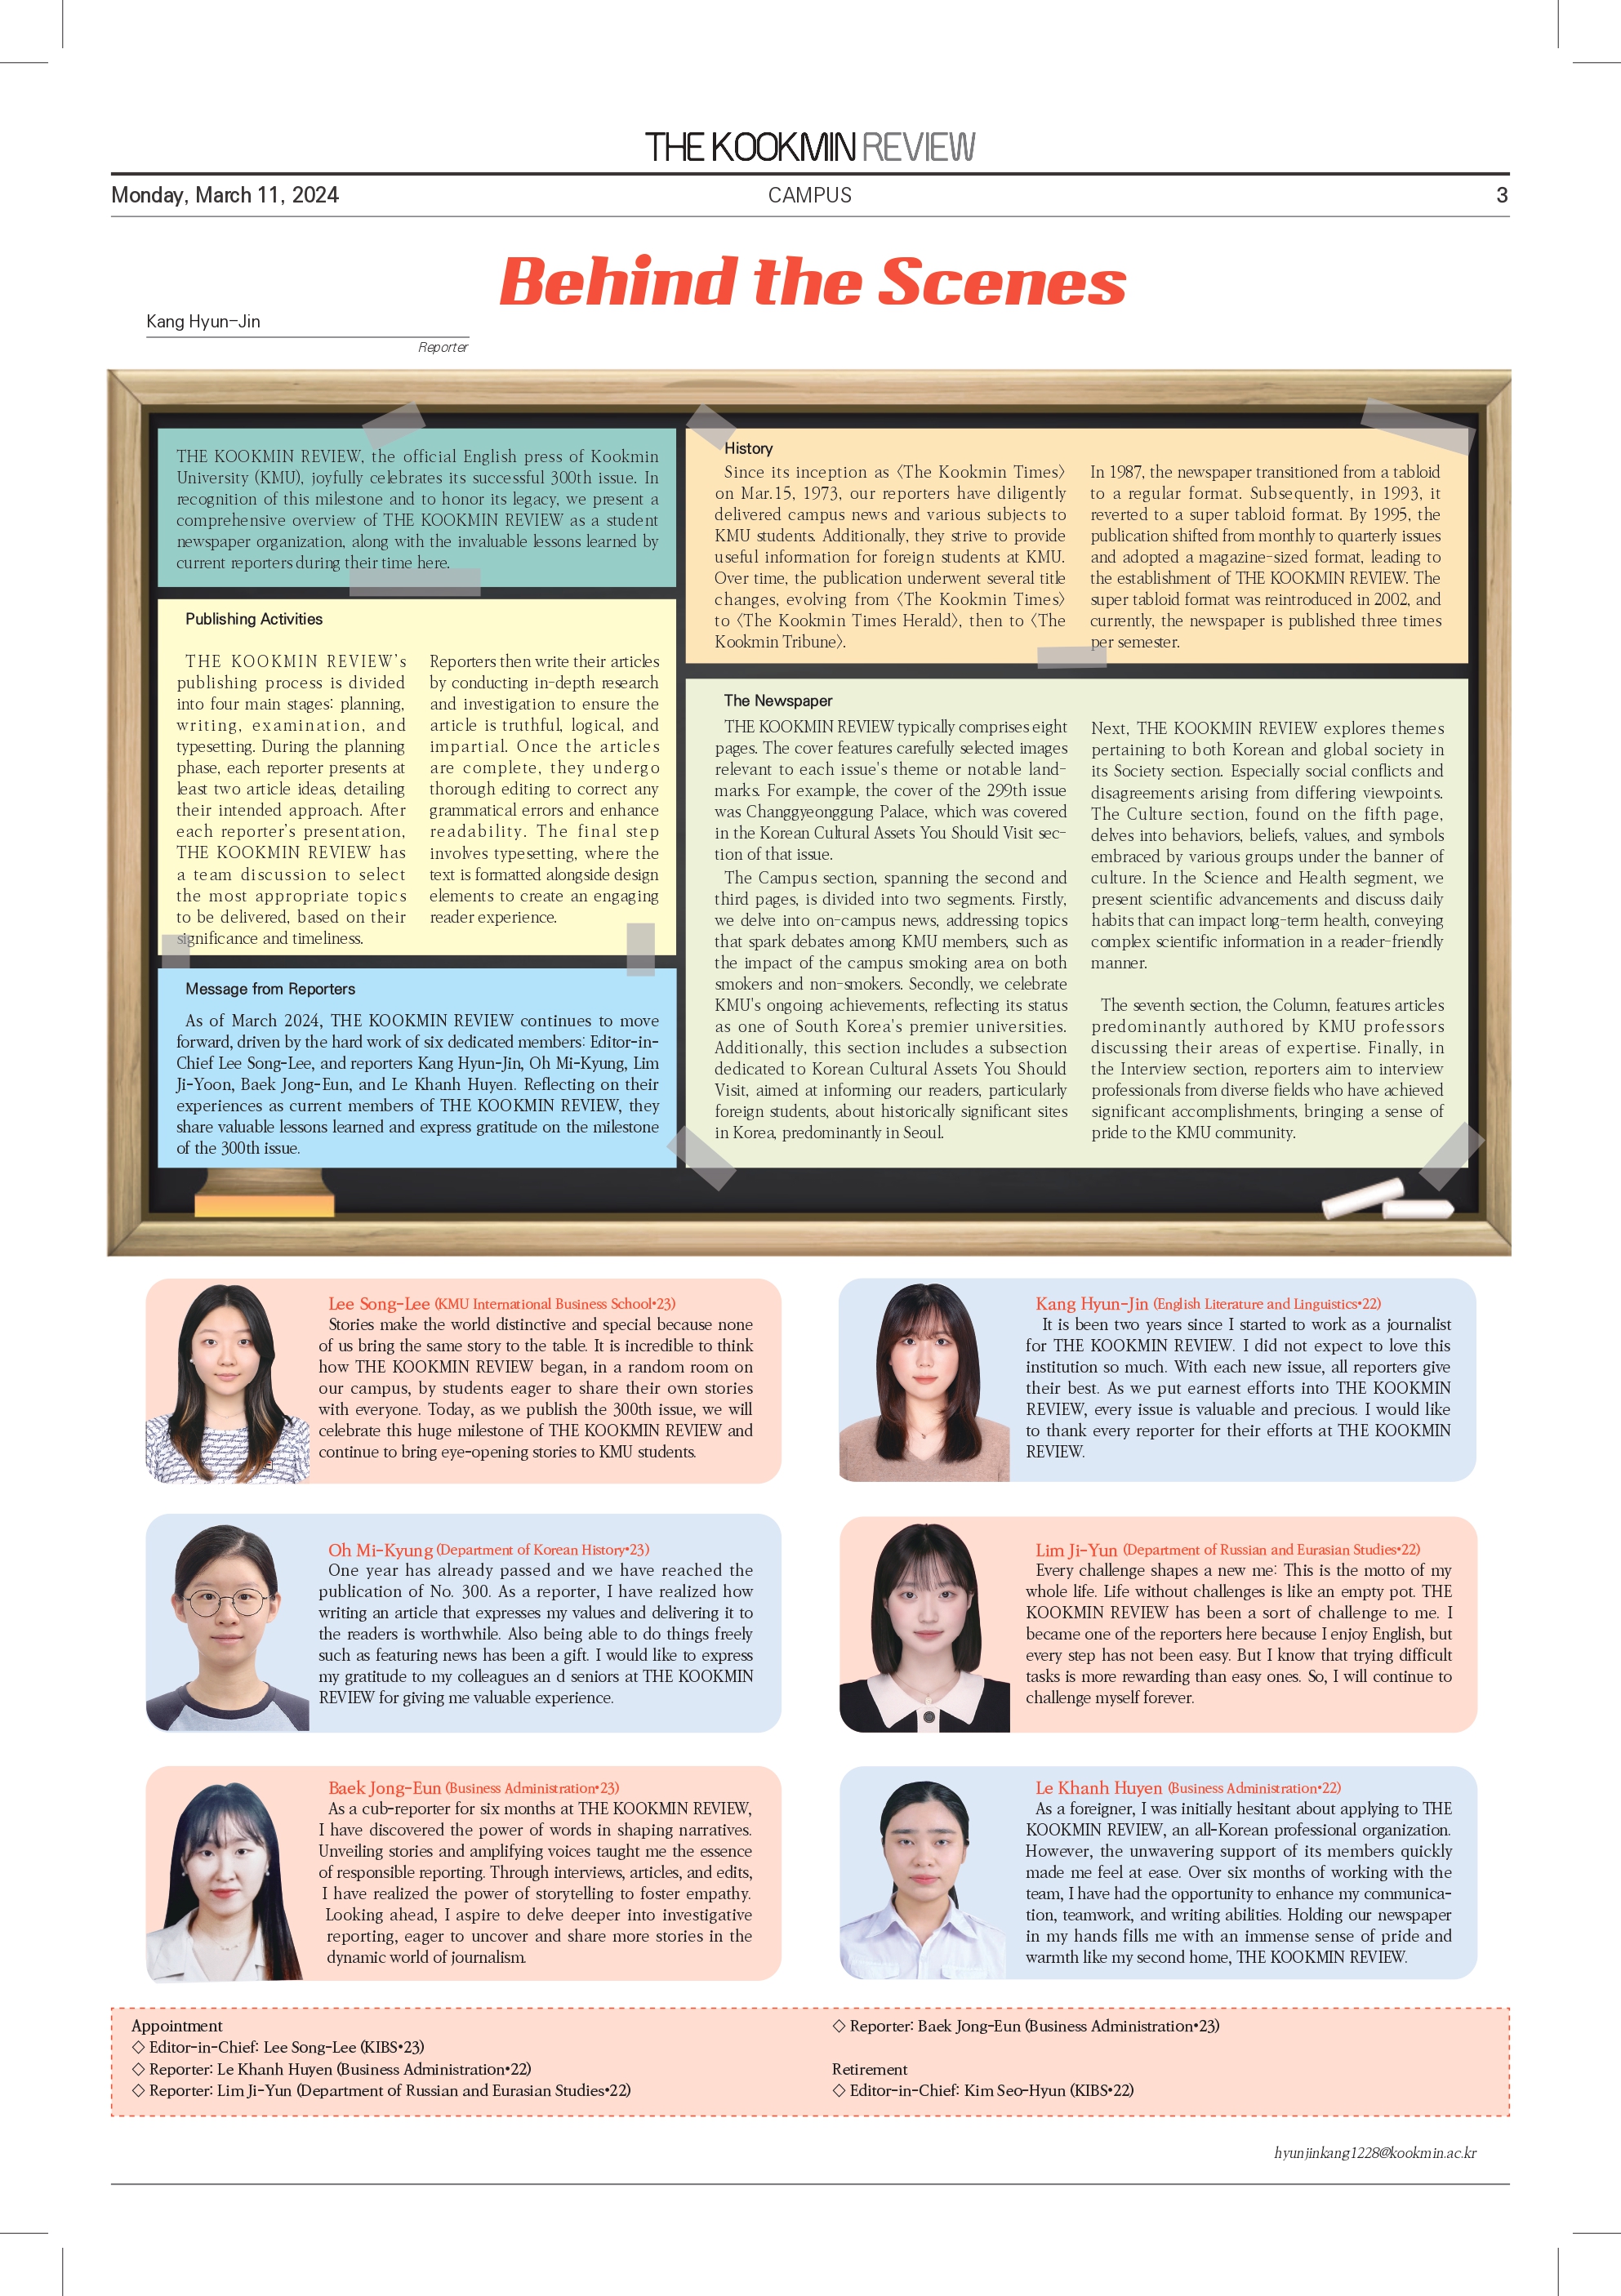 THE KOOKMIN REVIEW
Monday, March 11, 2024
CAMPUS
3
Behind the Scenes
Kang Hyun-Jin
Reporter
THE KOOKMIN REVIEW, the official English press of Kookmin
University (KMU), joyfully celebrates its successful 300th issue. In
recognition of this milestone and to honor its legacy, we present a
comprehensive overview of THE KOOKMIN REVIEW as a student
newspaper organization, along with the invaluable lessons learned by
current reporters during their time here.
Publishing Activities
THE KOOKMIN REVIEW's
publishing process is divided
into four main stages: planning,
writing, examination, and
typesetting. During the planning
phase, each reporter presents at
least two article ideas, detailing
their intended approach. After
each reporter's presentation,
THE KOOKMIN REVIEW has
a team discussion to select
the most appropriate topics
to be delivered, based on their
significance and timeliness.
Reporters then write their articles
by conducting in-depth research
and investigation to ensure the
article is truthful, logical, and
impartial. Once the articles
are complete, they undergo
thorough editing to correct any
grammatical errors and enhance
readability. The final step
involves typesetting, where the
text is formatted alongside design
elements to create an engaging
reader experience.
Message from Reporters
As of March 2024, THE KOOKMIN REVIEW continues to move
forward, driven by the hard work of six dedicated members: Editor-in-
Chief Lee Song-Lee, and reporters Kang Hyun-Jin, Oh Mi-Kyung, Lim
Ji-Yoon, Baek Jong-Eun, and Le Khanh Huyen. Reflecting on their
experiences as current members of THE KOOKMIN REVIEW, they
share valuable lessons learned and express gratitude on the milestone
of the 300th issue.
History
Since its inception as 〈The Kookmin Times〉
on Mar.15, 1973, our reporters have diligently
delivered campus news and various subjects to
KMU students. Additionally, they strive to provide
useful information for foreign students at KMU.
Over time, the publication underwent several title
changes, evolving from 〈The Kookmin Times〉
to 〈The Kookmin Times Herald〉, then to 〈The
Kookmin Tribune〉.
In 1987, the newspaper transitioned from a tabloid
to a regular format. Subsequently, in 1993, it
reverted to a super tabloid format. By 1995, the
publication shifted from monthly to quarterly issues
and adopted a magazine-sized format, leading to
the establishment of THE KOOKMIN REVIEW. The
super tabloid format was reintroduced in 2002, and
currently, the newspaper is published three times
per semester.
The Newspaper
THE KOOKMIN REVIEW typically comprises eight
pages. The cover features carefully selected images
relevant to each issue's theme or notable land-
marks. For example, the cover of the 299th issue
was Changgyeonggung Palace, which was covered
in the Korean Cultural Assets You Should Visit sec-
tion of that issue.
The Campus section, spanning the second and
third pages, is divided into two segments. Firstly,
we delve into on-campus news, addressing topics
that spark debates among KMU members, such as
the impact of the campus smoking area on both
smokers and non-smokers. Secondly, we celebrate
KMU's ongoing achievements, reflecting its status
as one of South Korea's premier universities.
Additionally, this section includes a subsection
dedicated to Korean Cultural Assets You Should
Visit, aimed at informing our readers, particularly
foreign students, about historically significant sites
in Korea, predominantly in Seoul.
Next, THE KOOKMIN REVIEW explores themes
pertaining to both Korean and global society in
its Society section. Especially social conflicts and
disagreements arising from differing viewpoints.
The Culture section, found on the fifth page,
delves into behaviors, beliefs, values, and symbols
embraced by various groups under the banner of
culture. In the Science and Health segment, we
present scientific advancements and discuss daily
habits that can impact long-term health, conveying
complex scientific information in a reader-friendly
manner.
The seventh section, the Column, features articles
predominantly authored by KMU professors
discussing their areas of expertise. Finally, in
the Interview section, reporters aim to interview
professionals from diverse fields who have achieved
significant accomplishments, bringing a sense of
pride to the KMU community.
Lee Song-Lee (KMU International Business School•23)
Stories make the world distinctive and special because none
of us bring the same story to the table. It is incredible to think
how THE KOOKMIN REVIEW began, in a random room on
our campus, by students eager to share their own stories
with everyone. Today, as we publish the 300th issue, we will
celebrate this huge milestone of THE KOOKMIN REVIEW and
continue to bring eye-opening stories to KMU students.
Kang Hyun-Jin (English Literature and Linguistics•22)
It is been two years since I started to work as a journalist
for THE KOOKMIN REVIEW. I did not expect to love this
institution so much. With each new issue, all reporters give
their best. As we put earnest efforts into THE KOOKMIN
REVIEW, every issue is valuable and precious. I would like
to thank every reporter for their efforts at THE KOOKMIN
REVIEW.
Oh Mi-Kyung (Department of Korean History•23)
One year has already passed and we have reached the
publication of No. 300. As a reporter, I have realized how
writing an article that expresses my values and delivering it to
the readers is worthwhile. Also being able to do things freely
such as featuring news has been a gift. I would like to express
my gratitude to my colleagues an d seniors at THE KOOKMIN
REVIEW for giving me valuable experience.
Lim Ji-Yun (Department of Russian and Eurasian Studies•22)
Every challenge shapes a new me: This is the motto of my
whole life. Life without challenges is like an empty pot. THE
KOOKMIN REVIEW has been a sort of challenge to me. I
became one of the reporters here because I enjoy English, but
every step has not been easy. But I know that trying difficult
tasks is more rewarding than easy ones. So, I will continue to
challenge myself forever.
Baek Jong-Eun (Business Administration•23)
As a cub-reporter for six months at THE KOOKMIN REVIEW,
I have discovered the power of words in shaping narratives.
Unveiling stories and amplifying voices taught me the essence
of responsible reporting. Through interviews, articles, and edits,
I have realized the power of storytelling to foster empathy.
Looking ahead, I aspire to delve deeper into investigative
reporting, eager to uncover and share more stories in the
dynamic world of journalism.
Le Khanh Huyen (Business Administration•22)
As a foreigner, I was initially hesitant about applying to THE
KOOKMIN REVIEW, an all-Korean professional organization.
However, the unwavering support of its members quickly
made me feel at ease. Over six months of working with the
team, I have had the opportunity to enhance my communica-
tion, teamwork, and writing abilities. Holding our newspaper
in my hands fills me with an immense sense of pride and
warmth like my second home, THE KOOKMIN REVIEW.
Appointment
◇ Editor-in-Chief: Lee Song-Lee (KIBS•23)
◇ Reporter: Le Khanh Huyen (Business Administration•22)
◇ Reporter: Lim Ji-Yun (Department of Russian and Eurasian Studies•22)
◇ Reporter: Baek Jong-Eun (Business Administration•23)
Retirement
◇ Editor-in-Chief: Kim Seo-Hyun (KIBS•22)
hyunjinkang1228@kookmin.ac.kr